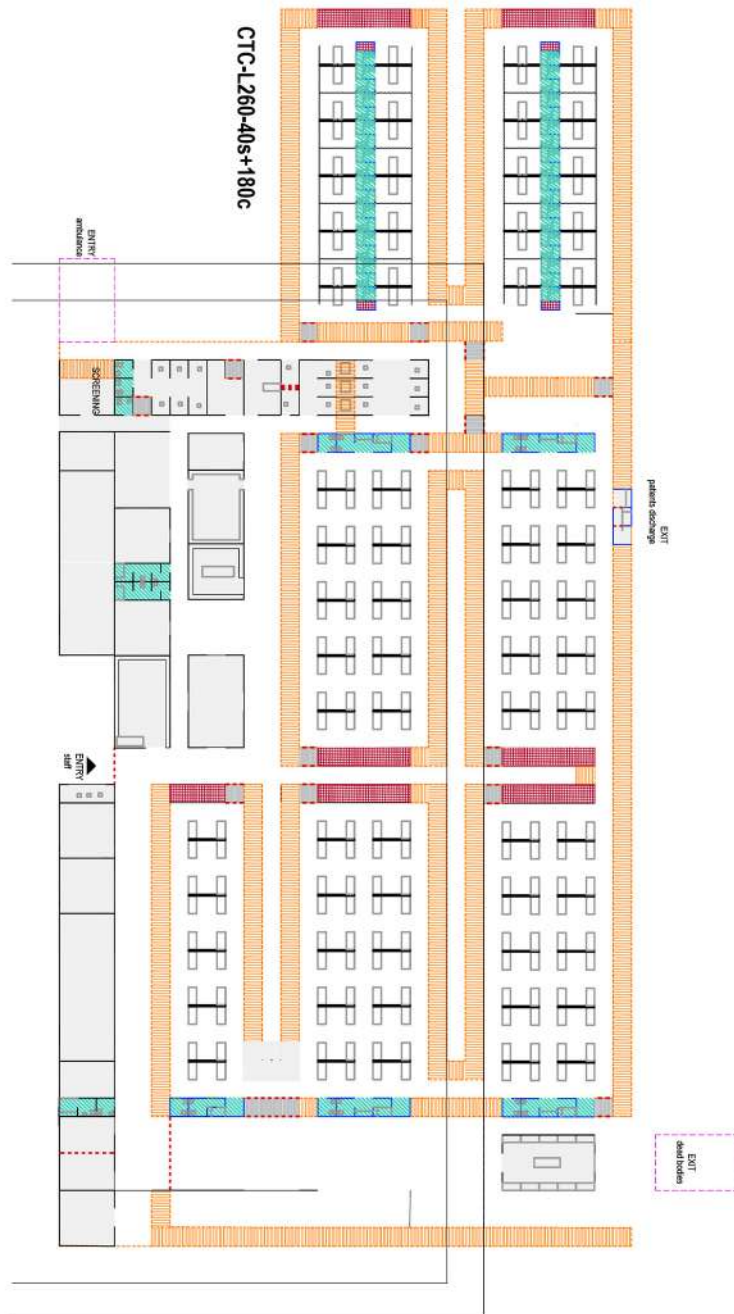 CTC-L260-40s+180c
ENTRY
ambulance
SCREENING
EXIT
patients discharge
ENTRY
staff
EXIT
dead bodies